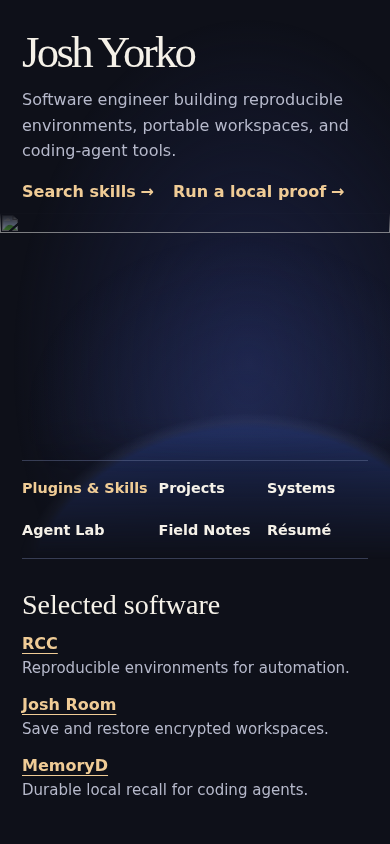 Josh Yorko
Software engineer building reproducible
environments, portable workspaces, and
coding-agent tools.
Search skills → Run a local proof →
Plugins & Skills Projects Systems
Agent Lab Field Notes Résumé
Selected software
RCC
Reproducible environments for automation.
Josh Room
Save and restore encrypted workspaces.
MemoryD
Durable local recall for coding agents.